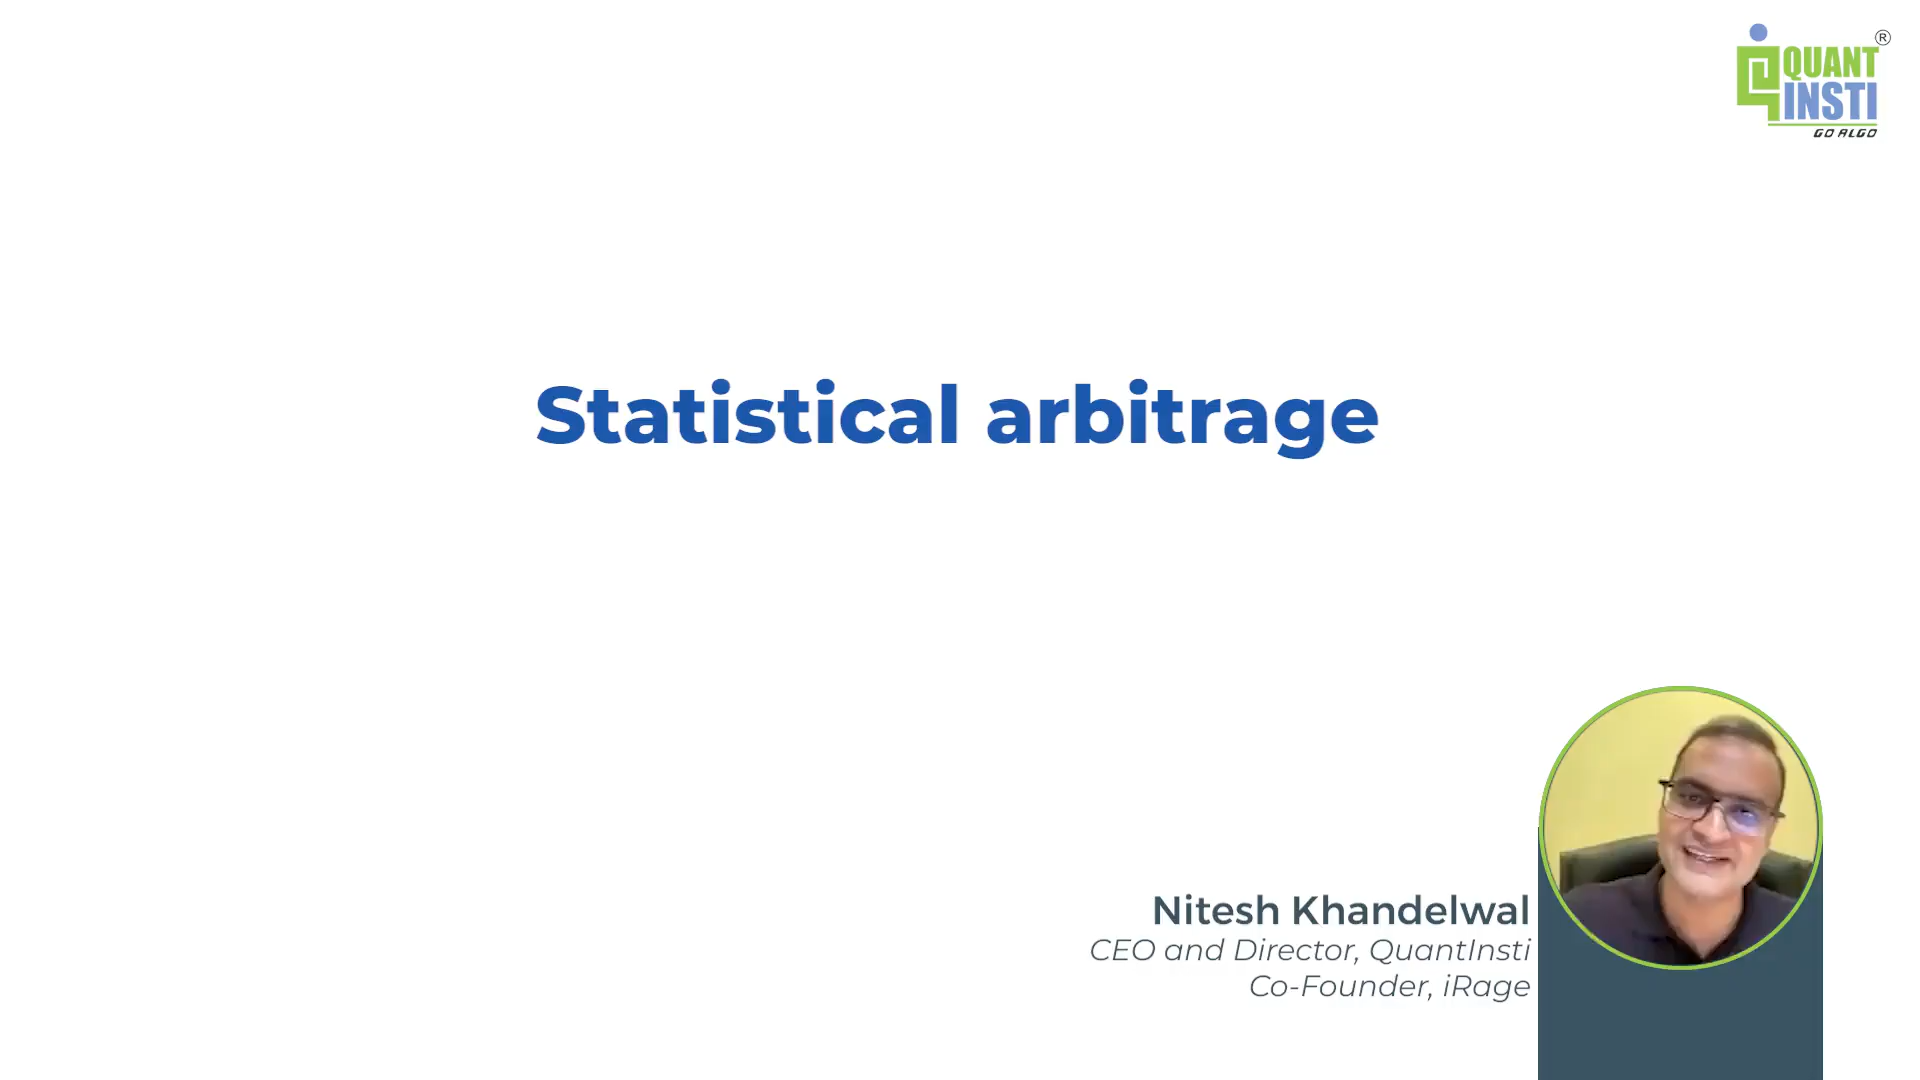 QUANT
INSTI
®
GO ALGO
Statistical arbitrage
Nitesh Khandelwal
CEO and Director, QuantInsti
Co-Founder, iRage